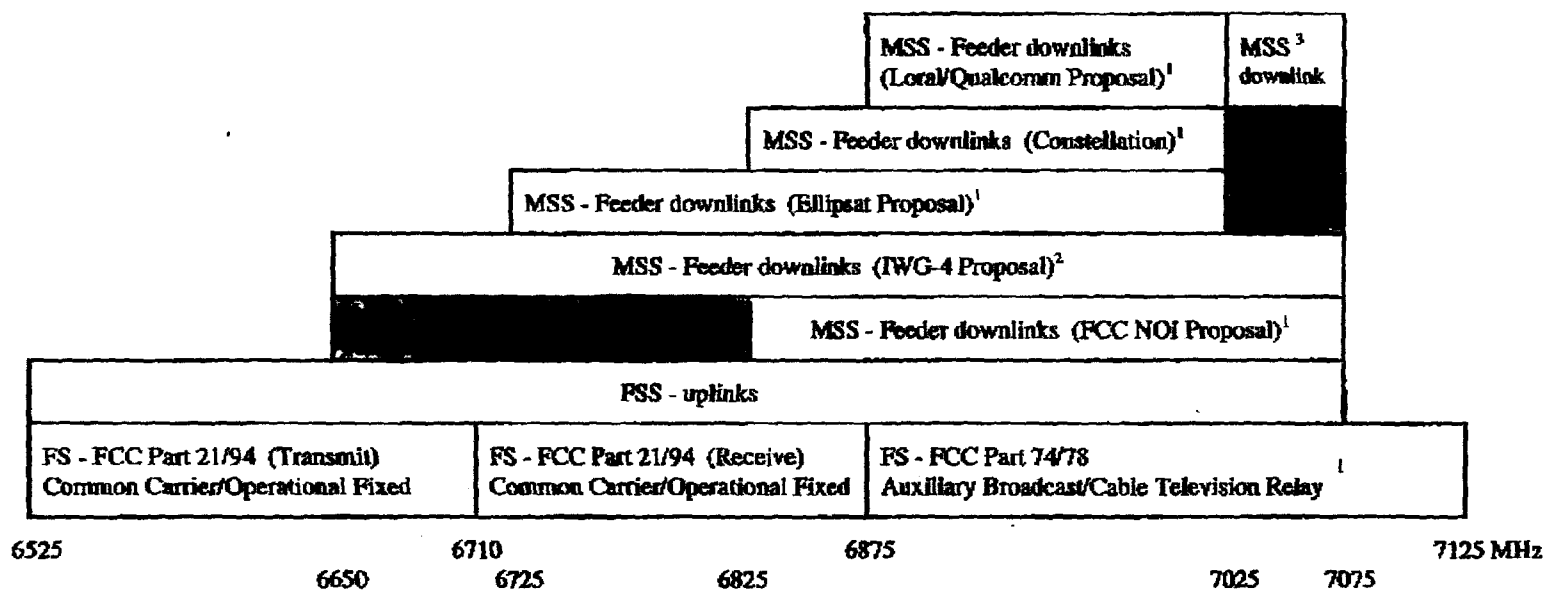 MSS - Feeder downlinks
(Loral/Qualcomm Proposal)¹
MSS ³
downlink
MSS - Feeder downlinks (Constellation)¹
MSS - Feeder downlinks (Ellipsat Proposal)¹
MSS - Feeder downlinks (IWG-4 Proposal)²
MSS - Feeder downlinks (FCC NOI Proposal)¹
FSS - uplinks
FS - FCC Part 21/94 (Transmit)
Common Carrier/Operational Fixed
FS - FCC Part 21/94 (Receive)
Common Carrier/Operational Fixed
FS - FCC Part 74/78
Auxillary Broadcast/Cable Television Relay ¹
6525 6710 6875 7125 MHz
6650 6725 6825 7025 7075